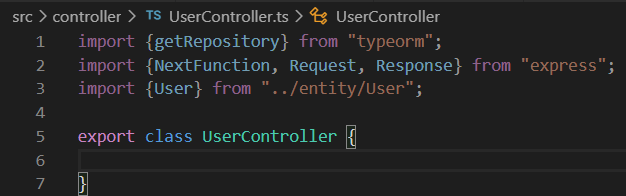 src > controller > TS UserController.ts > UserController
1 import {getRepository} from "typeorm";
2 import {NextFunction, Request, Response} from "express";
3 import {User} from "../entity/User";
4
5 export class UserController {
6
7 }